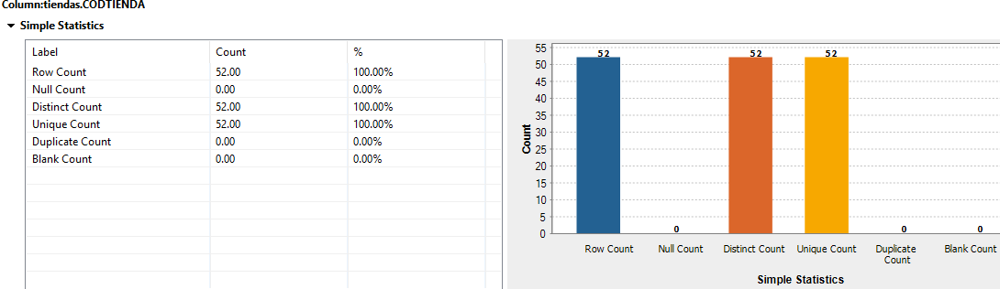 Column:tiendas.CODTIENDA
Simple Statistics
Label Count %
Row Count 52.00 100.00%
Null Count 0.00 0.00%
Distinct Count 52.00 100.00%
Unique Count 52.00 100.00%
Duplicate Count 0.00 0.00%
Blank Count 0.00 0.00%
Count
55
50
45
40
35
30
25
20
15
10
5
0
52 0 52 52 0 0
Row Count Null Count Distinct Count Unique Count Duplicate Count Blank Count
Simple Statistics